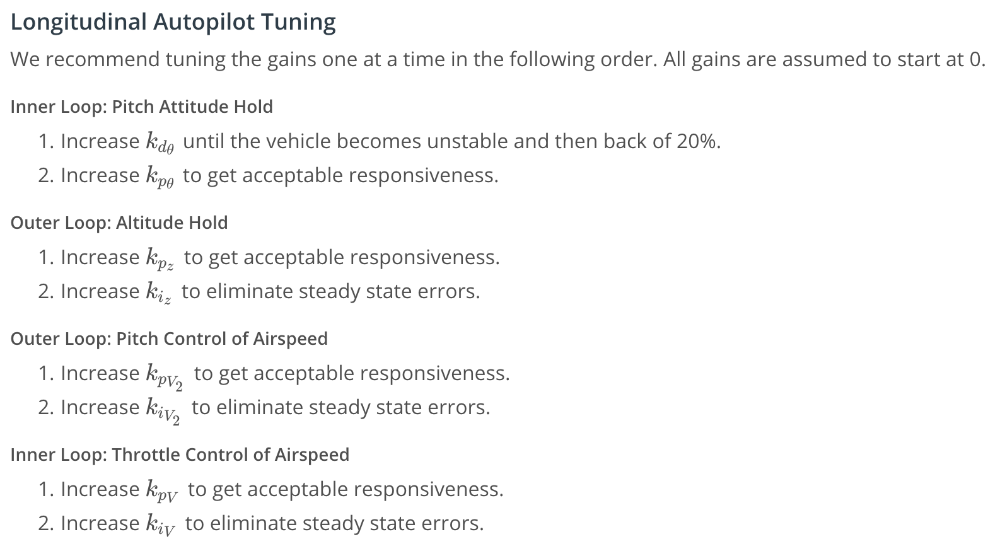 Longitudinal Autopilot Tuning
We recommend tuning the gains one at a time in the following order. All gains are assumed to start at 0.
Inner Loop: Pitch Attitude Hold
1. Increase $k_{d\theta}$ until the vehicle becomes unstable and then back of 20%.
2. Increase $k_{p\theta}$ to get acceptable responsiveness.
Outer Loop: Altitude Hold
1. Increase $k_{p_z}$ to get acceptable responsiveness.
2. Increase $k_{i_z}$ to eliminate steady state errors.
Outer Loop: Pitch Control of Airspeed
1. Increase $k_{pV_2}$ to get acceptable responsiveness.
2. Increase $k_{iV_2}$ to eliminate steady state errors.
Inner Loop: Throttle Control of Airspeed
1. Increase $k_{pV}$ to get acceptable responsiveness.
2. Increase $k_{iV}$ to eliminate steady state errors.